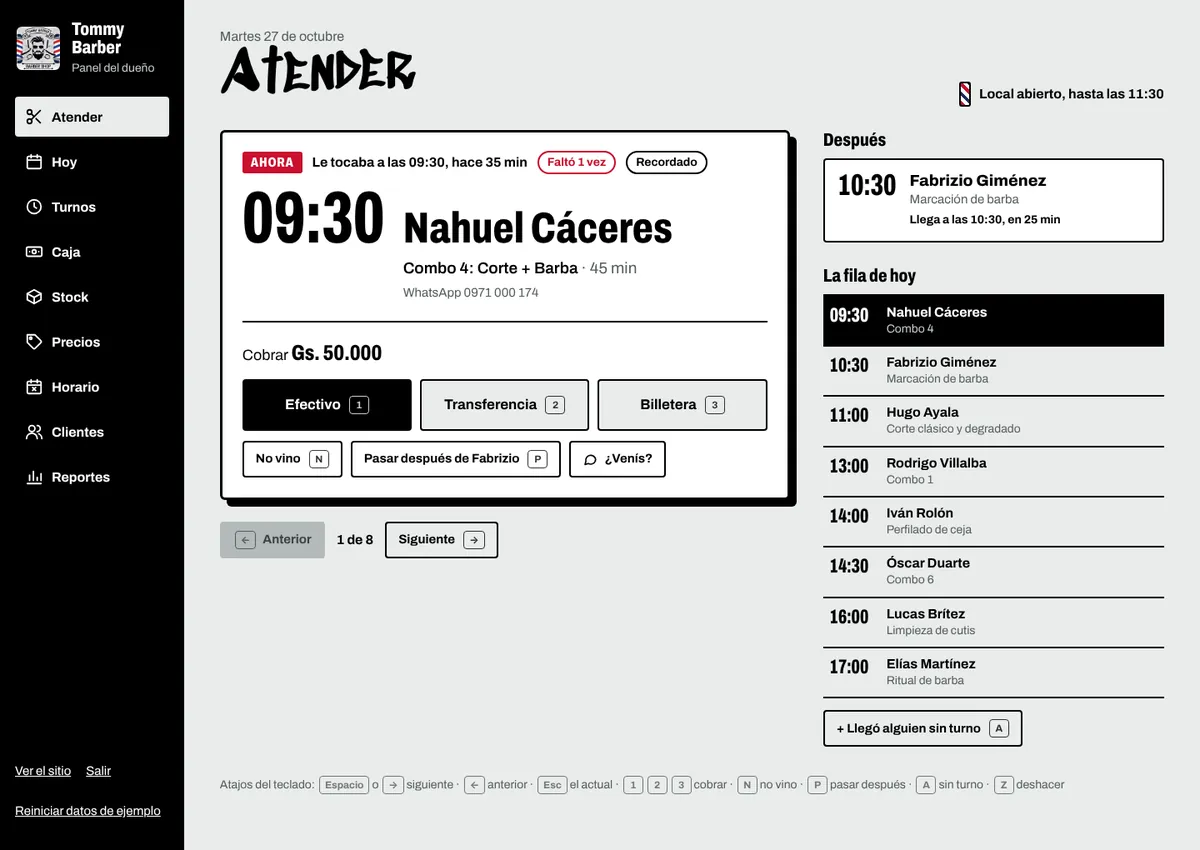 Tommy
Barber
Panel del dueño
Atender
Hoy
Turnos
Caja
Stock
Precios
Horario
Clientes
Reportes
Ver el sitio Salir
Reiniciar datos de ejemplo
Martes 27 de octubre
ATENDER
Local abierto, hasta las 11:30
AHORA Le tocaba a las 09:30, hace 35 min Faltó 1 vez Recordado
09:30 Nahuel Cáceres
Combo 4: Corte + Barba · 45 min
WhatsApp 0971 000 174
Cobrar Gs. 50.000
Efectivo 1 Transferencia 2 Billetera 3
No vino N Pasar después de Fabrizio P ¿Venís?
← Anterior 1 de 8 Siguiente →
Después
10:30 Fabrizio Giménez
Marcación de barba
Llega a las 10:30, en 25 min
La fila de hoy
09:30 Nahuel Cáceres
Combo 4
10:30 Fabrizio Giménez
Marcación de barba
11:00 Hugo Ayala
Corte clásico y degradado
13:00 Rodrigo Villalba
Combo 1
14:00 Iván Rolón
Perfilado de ceja
14:30 Óscar Duarte
Combo 6
16:00 Lucas Brítez
Limpieza de cutis
17:00 Elías Martínez
Ritual de barba
+ Llegó alguien sin turno A
Atajos del teclado: Espacio o → siguiente · ← anterior · Esc el actual · 1 2 3 cobrar · N no vino · P pasar después · A sin turno · Z deshacer